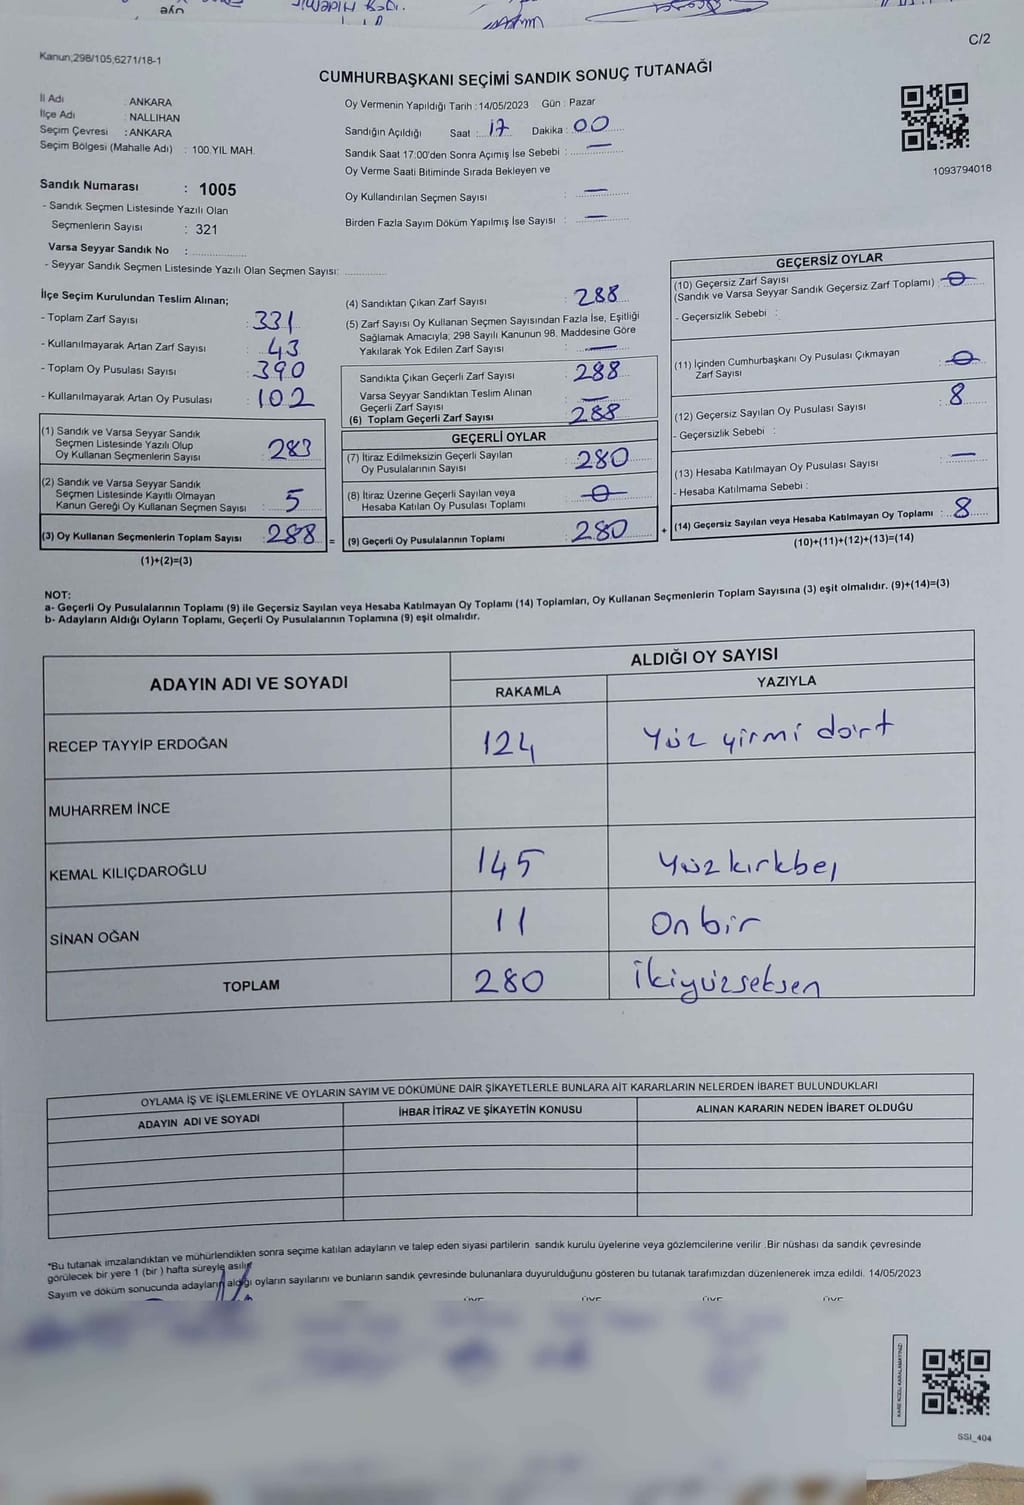 C/2
Kanun;298/105,6271/18-1
CUMHURBAŞKANI SEÇİMİ SANDIK SONUÇ TUTANAĞI
İl Adı : ANKARA
İlçe Adı NALLIHAN
Seçim Çevresi : ANKARA
Seçim Bölgesi (Mahalle Adı) : 100.YIL MAH.
Sandık Numarası : 1005
- Sandık Seçmen Listesinde Yazılı Olan
Seçmenlerin Sayısı : 321
Varsa Seyyar Sandık No :
- Seyyar Sandık Seçmen Listesinde Yazılı Olan Seçmen Sayısı:
Oy Vermenin Yapıldığı Tarih :14/05/2023 Gün : Pazar
Sandığın Açıldığı Saat : 17 Dakika : 00
Sandık Saat 17:00'den Sonra Açımış İse Sebebi : —
Oy Verme Saati Bitiminde Sırada Bekleyen ve
Oy Kullandırılan Seçmen Sayısı : —
Birden Fazla Sayım Döküm Yapılmış İse Sayısı : —
1093794018
İlçe Seçim Kurulundan Teslim Alınan;
- Toplam Zarf Sayısı : 331
- Kullanılmayarak Artan Zarf Sayısı : 43
- Toplam Oy Pusulası Sayısı : 390
- Kullanılmayarak Artan Oy Pusulası : 102
(1) Sandık ve Varsa Seyyar Sandık
Seçmen Listesinde Yazılı Olup
Oy Kullanan Seçmenlerin Sayısı : 283
(2) Sandık ve Varsa Seyyar Sandık
Seçmen Listesinde Kayıtlı Olmayan
Kanun Gereği Oy Kullanan Seçmen Sayısı : 5
(3) Oy Kullanan Seçmenlerin Toplam Sayısı : 288 =
(1)+(2)=(3)
(4) Sandıktan Çıkan Zarf Sayısı : 288
(5) Zarf Sayısı Oy Kullanan Seçmen Sayısından Fazla İse, Eşitliği
Sağlamak Amacıyla, 298 Sayılı Kanunun 98. Maddesine Göre
Yakılarak Yok Edilen Zarf Sayısı : —
Sandıkta Çıkan Geçerli Zarf Sayısı : 288
Varsa Seyyar Sandıktan Teslim Alınan
Geçerli Zarf Sayısı : —
(6) Toplam Geçerli Zarf Sayısı : 288
GEÇERLİ OYLAR
(7) İtiraz Edilmeksizin Geçerli Sayılan
Oy Pusulalarının Sayısı : 280
(8) İtiraz Üzerine Geçerli Sayılan veya
Hesaba Katılan Oy Pusulası Toplamı : 0
(9) Geçerli Oy Pusulalarının Toplamı : 280 +
GEÇERSİZ OYLAR
(10) Geçersiz Zarf Sayısı
(Sandık ve Varsa Seyyar Sandık Geçersiz Zarf Toplamı) : 0
- Geçersizlik Sebebi :
(11) İçinden Cumhurbaşkanı Oy Pusulası Çıkmayan
Zarf Sayısı : 0
(12) Geçersiz Sayılan Oy Pusulası Sayısı : 8
- Geçersizlik Sebebi :
(13) Hesaba Katılmayan Oy Pusulası Sayısı : —
- Hesaba Katılmama Sebebi :
(14) Geçersiz Sayılan veya Hesaba Katılmayan Oy Toplamı : 8
(10)+(11)+(12)+(13)=(14)
NOT:
a- Geçerli Oy Pusulalarının Toplamı (9) ile Geçersiz Sayılan veya Hesaba Katılmayan Oy Toplamı (14) Toplamları, Oy Kullanan Seçmenlerin Toplam Sayısına (3) eşit olmalıdır. (9)+(14)=(3)
b- Adayların Aldığı Oyların Toplamı, Geçerli Oy Pusulalarının Toplamına (9) eşit olmalıdır.
ADAYIN ADI VE SOYADI
ALDIĞI OY SAYISI
RAKAMLA YAZIYLA
RECEP TAYYİP ERDOĞAN 124 Yüz yirmi dört
MUHARREM İNCE
KEMAL KILIÇDAROĞLU 145 Yüzkırkbeş
SİNAN OĞAN 11 Onbir
TOPLAM 280 İkiyüzseksen
OYLAMA İŞ VE İŞLEMLERİNE VE OYLARIN SAYIM VE DÖKÜMÜNE DAİR ŞİKAYETLERLE BUNLARA AİT KARARLARIN NELERDEN İBARET BULUNDUKLARI
ADAYIN ADI VE SOYADI İHBAR İTİRAZ VE ŞİKAYETİN KONUSU ALINAN KARARIN NEDEN İBARET OLDUĞU
*Bu tutanak imzalandıktan ve mühürlendikten sonra seçime katılan adayların ve talep eden siyasi partilerin sandık kurulu üyelerine veya gözlemcilerine verilir .Bir nüshası da sandık çevresinde
görülecek bir yere 1 (bir ) hafta süreyle asılır
Sayım ve döküm sonucunda adayların aldığı oyların sayılarını ve bunların sandık çevresinde bulunanlara duyurulduğunu gösteren bu tutanak tarafımızdan düzenlenerek imza edildi. 14/05/2023
ÜYE ÜYE ÜYE ÜYE
SSI_404